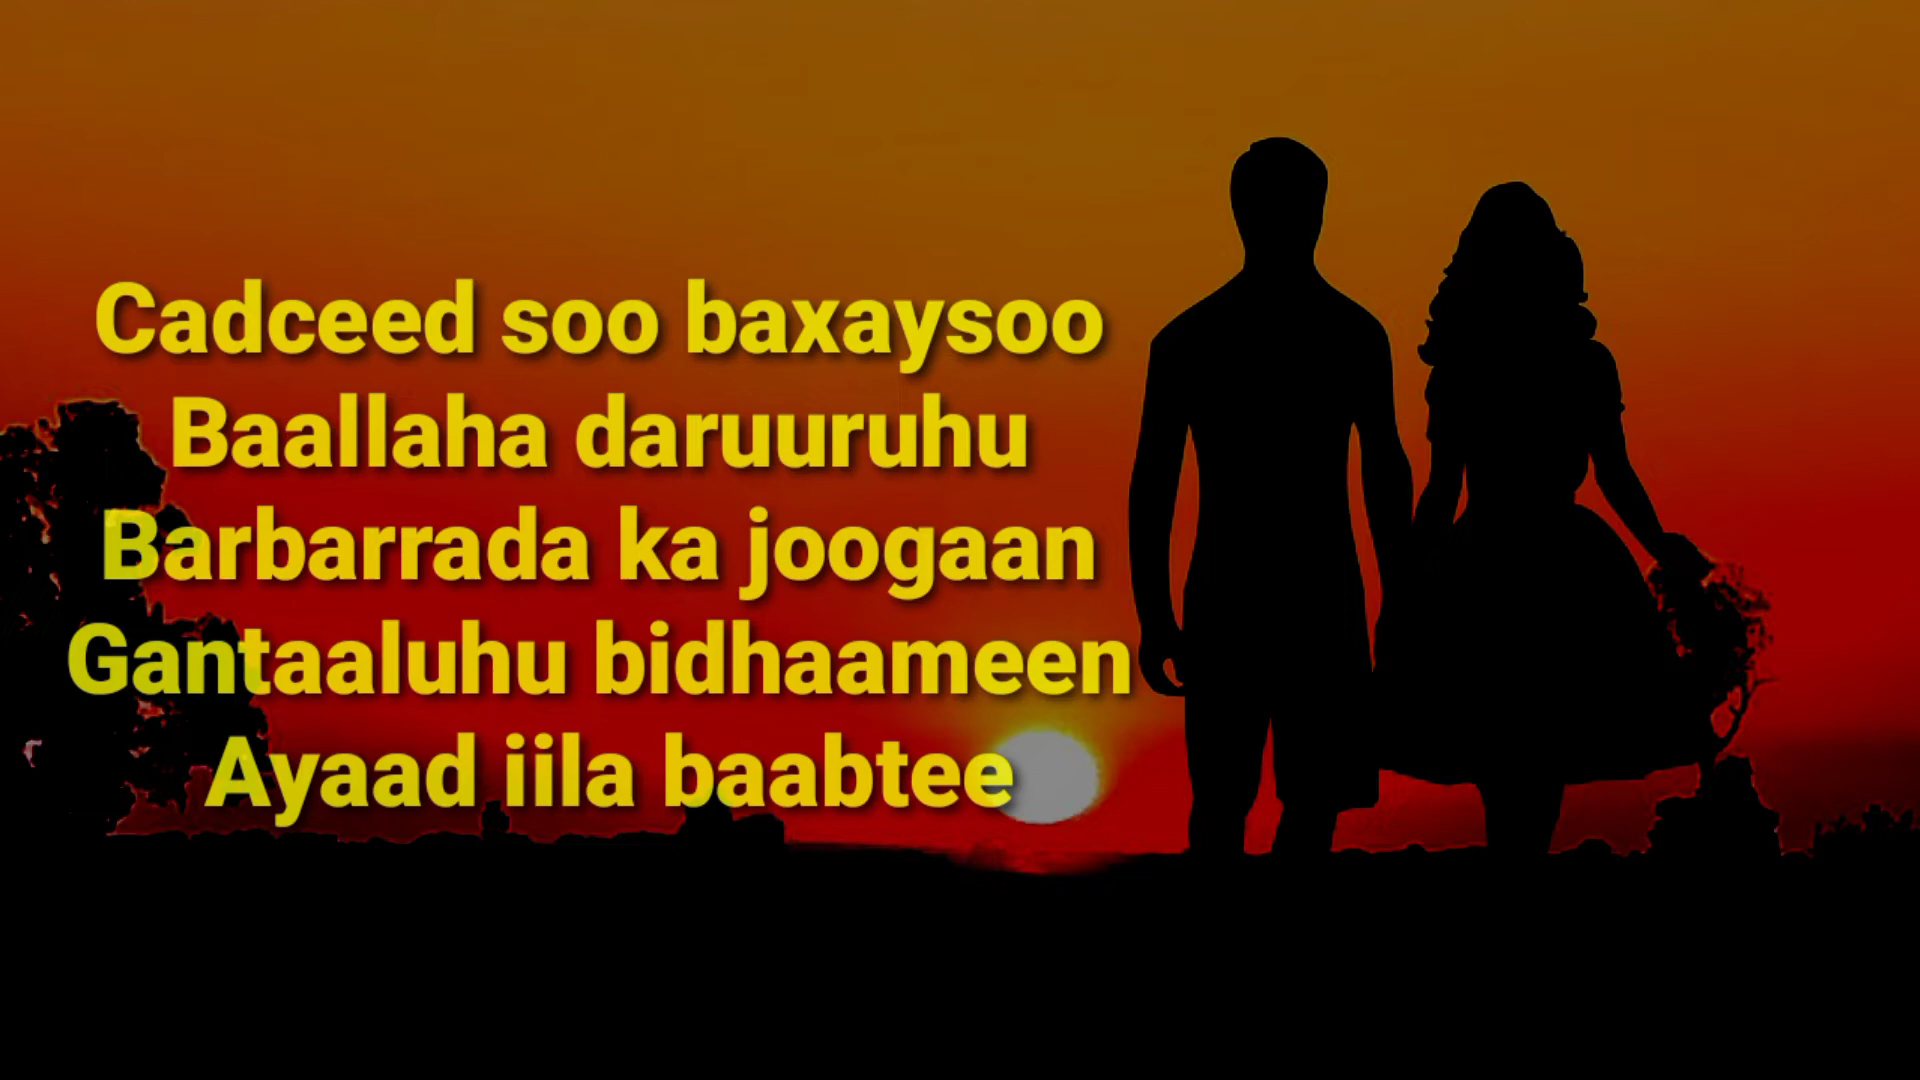 Cadceed soo baxaysoo
Baallaha daruuruhu
Barbarrada ka joogaan
Gantaaluhu bidhaameen
Ayaad iila baabtee